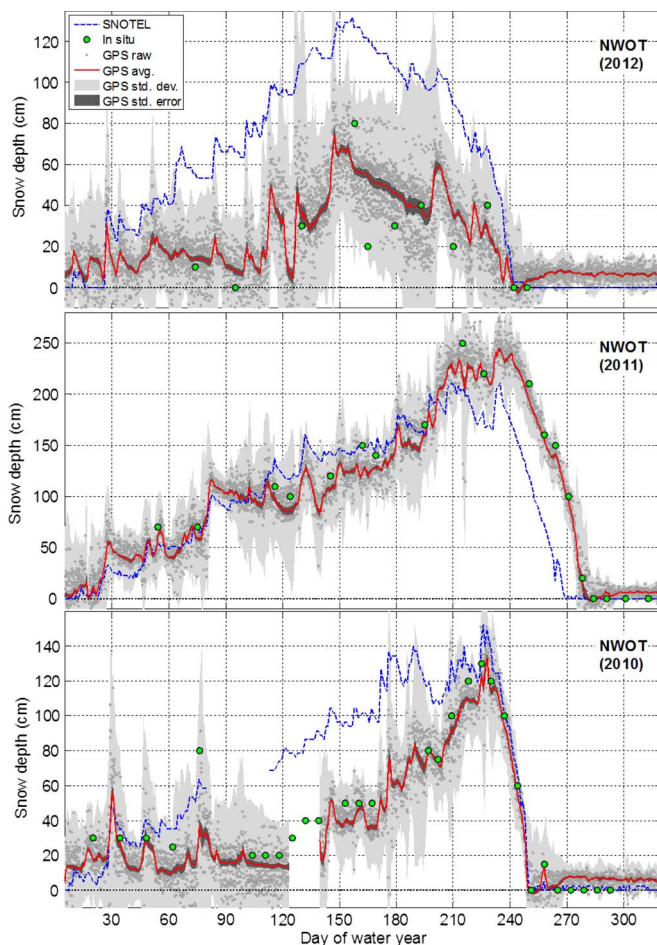 SNOTEL
In situ
GPS raw
GPS avg.
GPS std. dev.
GPS std. error
NWOT
(2012)
Snow depth (cm)
120
100
80
60
40
20
0
NWOT
(2011)
Snow depth (cm)
250
200
150
100
50
0
NWOT
(2010)
Snow depth (cm)
140
120
100
80
60
40
20
0
30 60 90 120 150 180 210 240 270 300
Day of water year